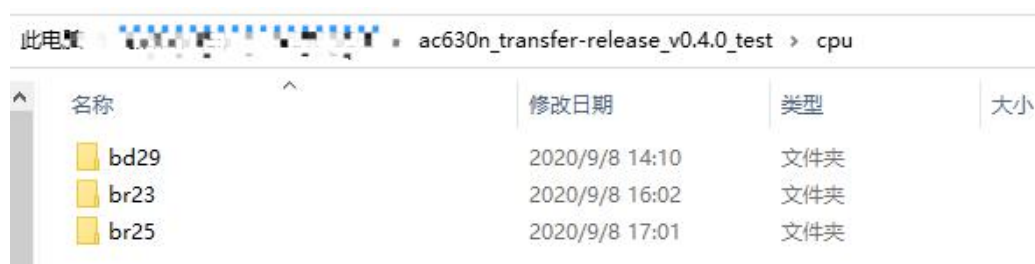 此电脑 ac630n_transfer-release_v0.4.0_test > cpu
名称 修改日期 类型 大小
bd29 2020/9/8 14:10 文件夹
br23 2020/9/8 16:02 文件夹
br25 2020/9/8 17:01 文件夹